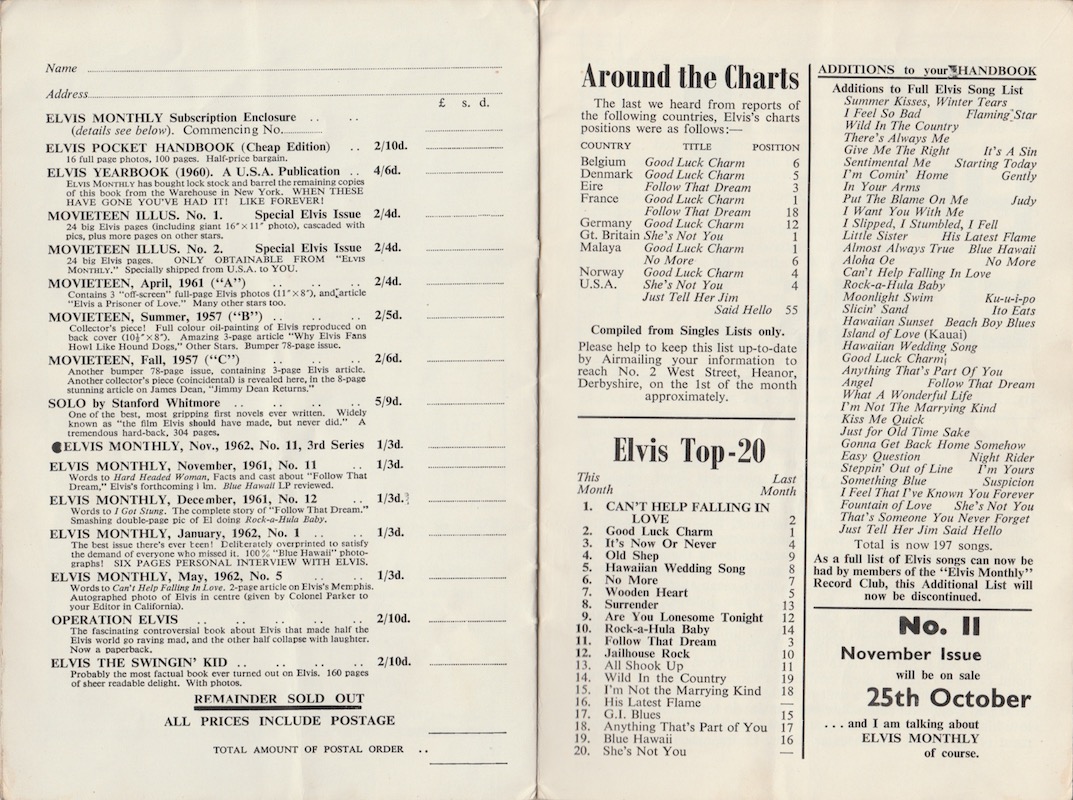 Name
Address
£ s. d.
ELVIS MONTHLY Subscription Enclosure .. ..
(details see below). Commencing No.
ELVIS POCKET HANDBOOK (Cheap Edition) .. 2/10d.
16 full page photos, 100 pages. Half-price bargain.
ELVIS YEARBOOK (1960). A U.S.A. Publication .. 4/6d.
ELVIS MONTHLY has bought lock stock and barrel the remaining copies
of this book from the Warehouse in New York. WHEN THESE
HAVE GONE YOU'VE HAD IT! LIKE FOREVER!
MOVIETEEN ILLUS. No. 1. Special Elvis Issue 2/4d.
24 big Elvis pages (including giant 16"×11" photo), cascaded with
pics, plus more pages on other stars.
MOVIETEEN ILLUS. No. 2. Special Elvis Issue 2/4d.
24 big Elvis pages. ONLY OBTAINABLE FROM "ELVIS
MONTHLY." Specially shipped from U.S.A. to YOU.
MOVIETEEN, April, 1961 ("A") .. .. 2/4d.
Contains 3 "off-screen" full-page Elvis photos (11"×8"), and article
"Elvis a Prisoner of Love." Many other stars too.
MOVIETEEN, Summer, 1957 ("B") .. .. 2/5d.
Collector's piece! Full colour oil-painting of Elvis reproduced on
back cover (10½"×8"). Amazing 3-page article "Why Elvis Fans
Howl Like Hound Dogs," Other Stars. Bumper 78-page issue.
MOVIETEEN, Fall, 1957 ("C") .. .. .. 2/6d.
Another bumper 78-page issue, containing 3-page Elvis article.
Another collector's piece (coincidental) is revealed here, in the 8-page
stunning article on James Dean, "Jimmy Dean Returns."
SOLO by Stanford Whitmore .. .. .. .. 5/9d.
One of the best, most gripping first novels ever written. Widely
known as "the film Elvis should have made, but never did." A
tremendous hard-back, 304 pages.
ELVIS MONTHLY, Nov., 1962. No. 11, 3rd Series 1/3d.
ELVIS MONTHLY, November, 1961, No. 11 .. 1/3d.
Words to Hard Headed Woman, Facts and cast about "Follow That
Dream," Elvis's forthcoming lm. Blue Hawaii LP reviewed.
ELVIS MONTHLY, December, 1961, No. 12 .. 1/3d.
Words to I Got Stung. The complete story of "Follow That Dream."
Smashing double-page pic of El doing Rock-a-Hula Baby.
ELVIS MONTHLY, January, 1962, No. 1 .. .. 1/3d.
The best issue there's ever been! Deliberately overprinted to satisfy
the demand of everyone who missed it. 100% "Blue Hawaii" photo-
graphs! SIX PAGES PERSONAL INTERVIEW WITH ELVIS.
ELVIS MONTHLY, May, 1962, No. 5 .. .. 1/3d.
Words to Can't Help Falling In Love. 2-page article on Elvis's Memphis.
Autographed photo of Elvis in centre (given by Colonel Parker to
your Editor in California).
OPERATION ELVIS .. .. .. .. .. 2/10d.
The fascinating controversial book about Elvis that made half the
Elvis world go raving mad, and the other half collapse with laughter.
Now a paperback.
ELVIS THE SWINGIN' KID .. .. .. .. 2/10d.
Probably the most factual book ever turned out on Elvis. 160 pages
of sheer readable delight. With photos.
REMAINDER SOLD OUT
ALL PRICES INCLUDE POSTAGE
TOTAL AMOUNT OF POSTAL ORDER ..
Around the Charts
The last we heard from reports of
the following countries, Elvis's charts
positions were as follows:—
COUNTRY TITLE POSITION
Belgium Good Luck Charm 6
Denmark Good Luck Charm 5
Eire Follow That Dream 3
France Good Luck Charm 1
Follow That Dream 18
Germany Good Luck Charm 12
Gt. Britain She's Not You 1
Malaya Good Luck Charm 1
No More 6
Norway Good Luck Charm 4
U.S.A. She's Not You 4
Just Tell Her Jim
Said Hello 55
Compiled from Singles Lists only.
Please help to keep this list up-to-date
by Airmailing your information to
reach No. 2 West Street, Heanor,
Derbyshire, on the 1st of the month
approximately.
Elvis Top-20
This Last
Month Month
1. CAN'T HELP FALLING IN
LOVE 2
2. Good Luck Charm 1
3. It's Now Or Never 4
4. Old Shep 9
5. Hawaiian Wedding Song 8
6. No More 7
7. Wooden Heart 5
8. Surrender 13
9. Are You Lonesome Tonight 12
10. Rock-a-Hula Baby 14
11. Follow That Dream 3
12. Jailhouse Rock 10
13. All Shook Up 11
14. Wild In the Country 19
15. I'm Not the Marrying Kind 18
16. His Latest Flame —
17. G.I. Blues 15
18. Anything That's Part of You 17
19. Blue Hawaii 16
20. She's Not You —
ADDITIONS to your HANDBOOK
Additions to Full Elvis Song List
Summer Kisses, Winter Tears
I Feel So Bad Flaming Star
Wild In The Country
There's Always Me
Give Me The Right It's A Sin
Sentimental Me Starting Today
I'm Comin' Home Gently
In Your Arms
Put The Blame On Me Judy
I Want You With Me
I Slipped, I Stumbled, I Fell
Little Sister His Latest Flame
Almost Always True Blue Hawaii
Aloha Oe No More
Can't Help Falling In Love
Rock-a-Hula Baby
Moonlight Swim Ku-u-i-po
Slicin' Sand Ito Eats
Hawaiian Sunset Beach Boy Blues
Island of Love (Kauai)
Hawaiian Wedding Song
Good Luck Charm
Anything That's Part Of You
Angel Follow That Dream
What A Wonderful Life
I'm Not The Marrying Kind
Kiss Me Quick
Just for Old Time Sake
Gonna Get Back Home Somehow
Easy Question Night Rider
Steppin' Out of Line I'm Yours
Something Blue Suspicion
I Feel That I've Known You Forever
Fountain of Love She's Not You
That's Someone You Never Forget
Just Tell Her Jim Said Hello
Total is now 197 songs.
As a full list of Elvis songs can now be
had by members of the "Elvis Monthly"
Record Club, this Additional List will
now be discontinued.
No. 11
November Issue
will be on sale
25th October
... and I am talking about
ELVIS MONTHLY
of course.